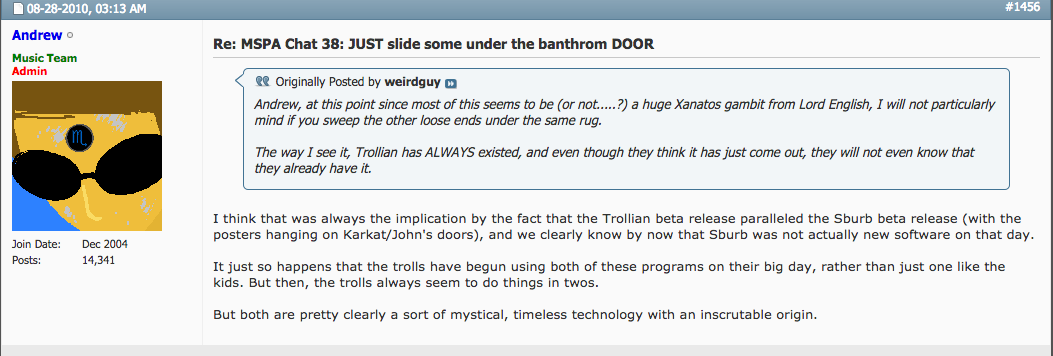 08-28-2010, 03:13 AM #1456
Andrew
Music Team
Admin
♏
Join Date: Dec 2004
Posts: 14,341
Re: MSPA Chat 38: JUST slide some under the banthrom DOOR
Originally Posted by weirdguy
Andrew, at this point since most of this seems to be (or not.....?) a huge Xanatos gambit from Lord English, I will not particularly
mind if you sweep the other loose ends under the same rug.
The way I see it, Trollian has ALWAYS existed, and even though they think it has just come out, they will not even know that
they already have it.
I think that was always the implication by the fact that the Trollian beta release paralleled the Sburb beta release (with the
posters hanging on Karkat/John's doors), and we clearly know by now that Sburb was not actually new software on that day.
It just so happens that the trolls have begun using both of these programs on their big day, rather than just one like the
kids. But then, the trolls always seem to do things in twos.
But both are pretty clearly a sort of mystical, timeless technology with an inscrutable origin.